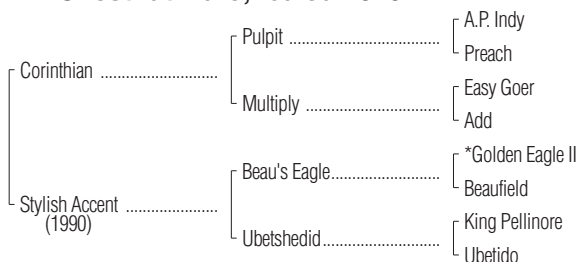 A.P. Indy
Pulpit ........................................
Preach
Corinthian ..............................
Easy Goer
Multiply ....................................
Add
*Golden Eagle II
Beau's Eagle.............................
Beaufield
Stylish Accent .........................
(1990)
King Pellinore
Ubetshedid...............................
Ubetido